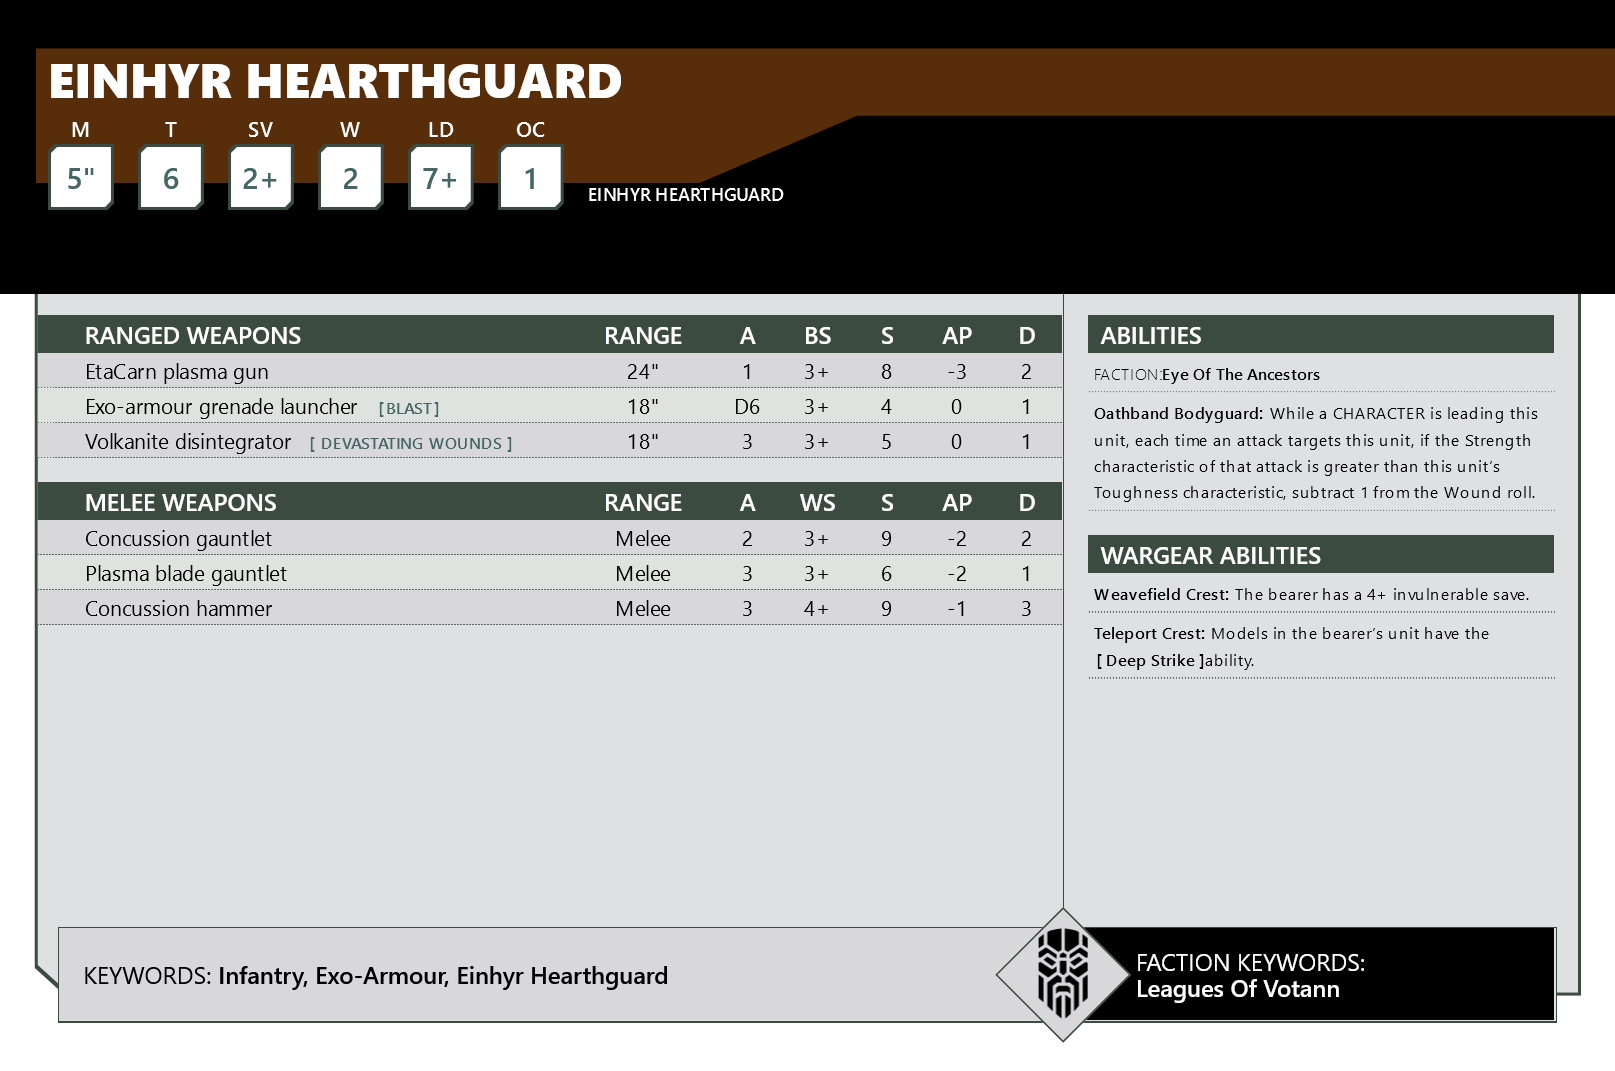 EINHYR HEARTHGUARD
M T SV W LD OC
5" 6 2+ 2 7+ 1
EINHYR HEARTHGUARD
RANGED WEAPONS RANGE A BS S AP D
EtaCarn plasma gun 24" 1 3+ 8 -3 2
Exo-armour grenade launcher [BLAST] 18" D6 3+ 4 0 1
Volkanite disintegrator [ DEVASTATING WOUNDS ] 18" 3 3+ 5 0 1
MELEE WEAPONS RANGE A WS S AP D
Concussion gauntlet Melee 2 3+ 9 -2 2
Plasma blade gauntlet Melee 3 3+ 6 -2 1
Concussion hammer Melee 3 4+ 9 -1 3
ABILITIES
FACTION:Eye Of The Ancestors
Oathband Bodyguard: While a CHARACTER is leading this
unit, each time an attack targets this unit, if the Strength
characteristic of that attack is greater than this unit’s
Toughness characteristic, subtract 1 from the Wound roll.
WARGEAR ABILITIES
Weavefield Crest: The bearer has a 4+ invulnerable save.
Teleport Crest: Models in the bearer’s unit have the
[ Deep Strike ]ability.
KEYWORDS: Infantry, Exo-Armour, Einhyr Hearthguard
FACTION KEYWORDS:
Leagues Of Votann